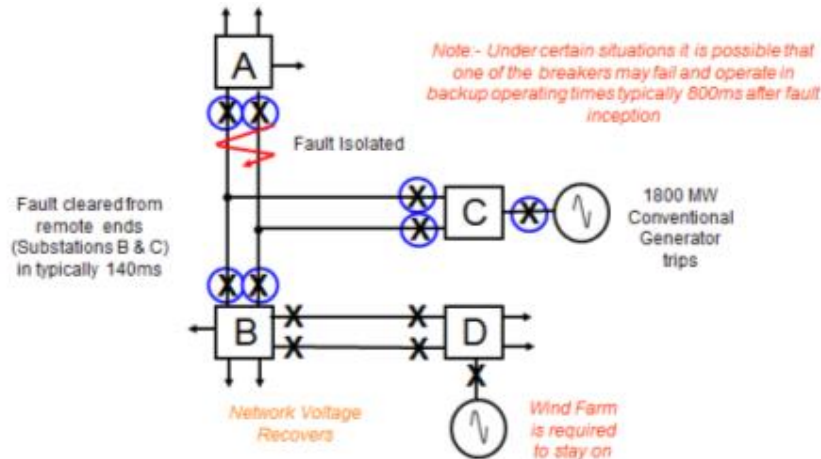 A
Note:- Under certain situations it is possible that
one of the breakers may fail and operate in
backup operating times typically 800ms after fault
inception
X X
Fault Isolated
Fault cleared from
remote ends
(Substations B & C)
in typically 140ms
X
X
C
X
1800 MW
Conventional
Generator
trips
X X
B
X X
X X
D
X
Network Voltage
Recovers
Wind Farm
is required
to stay on